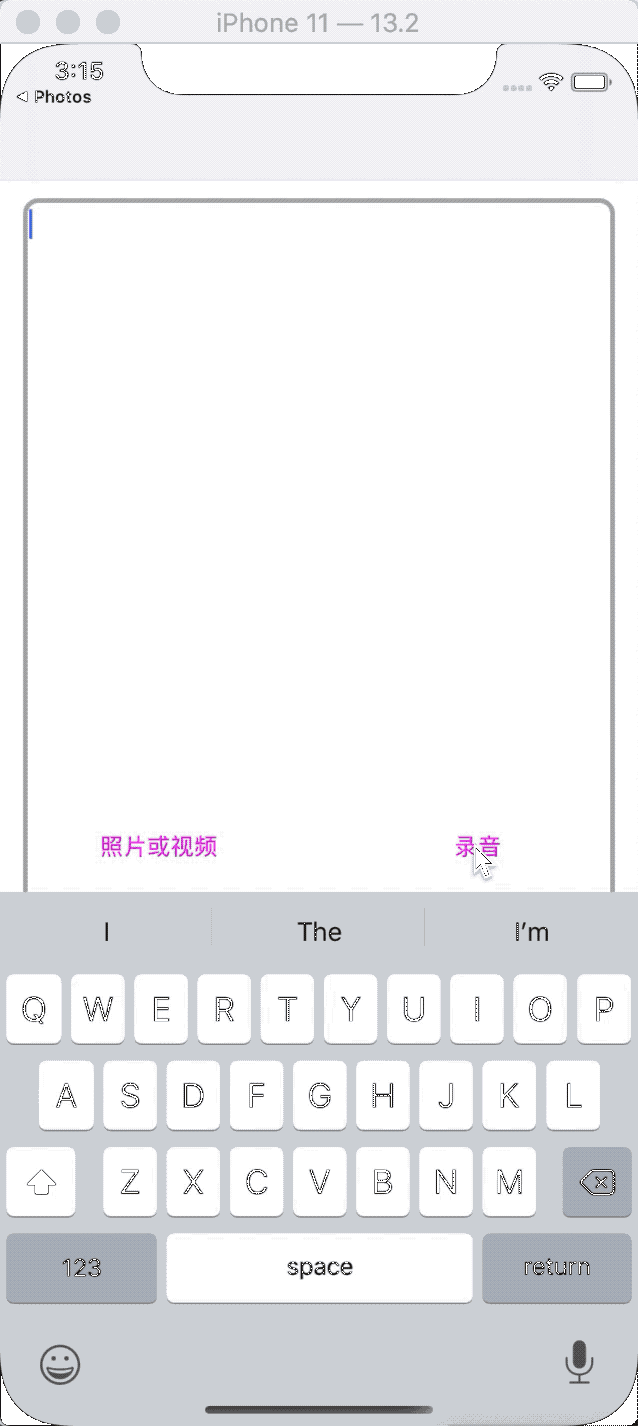 iPhone 11 — 13.2
3:15
Photos
照片或视频 录音
I The I'm
Q W E R T Y U I O P
A S D F G H J K L
Z X C V B N M
123 space return